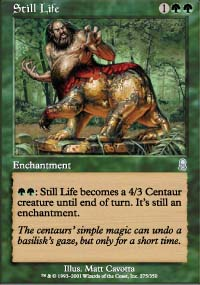 Still Life 1
Enchantment
: Still Life becomes a 4/3 Centaur
creature until end of turn. It's still an
enchantment.
The centaurs' simple magic can undo a
basilisk's gaze, but only for a short time.
Illus. Matt Cavotta
™ & © 1993–2001 Wizards of the Coast, Inc. 275/350